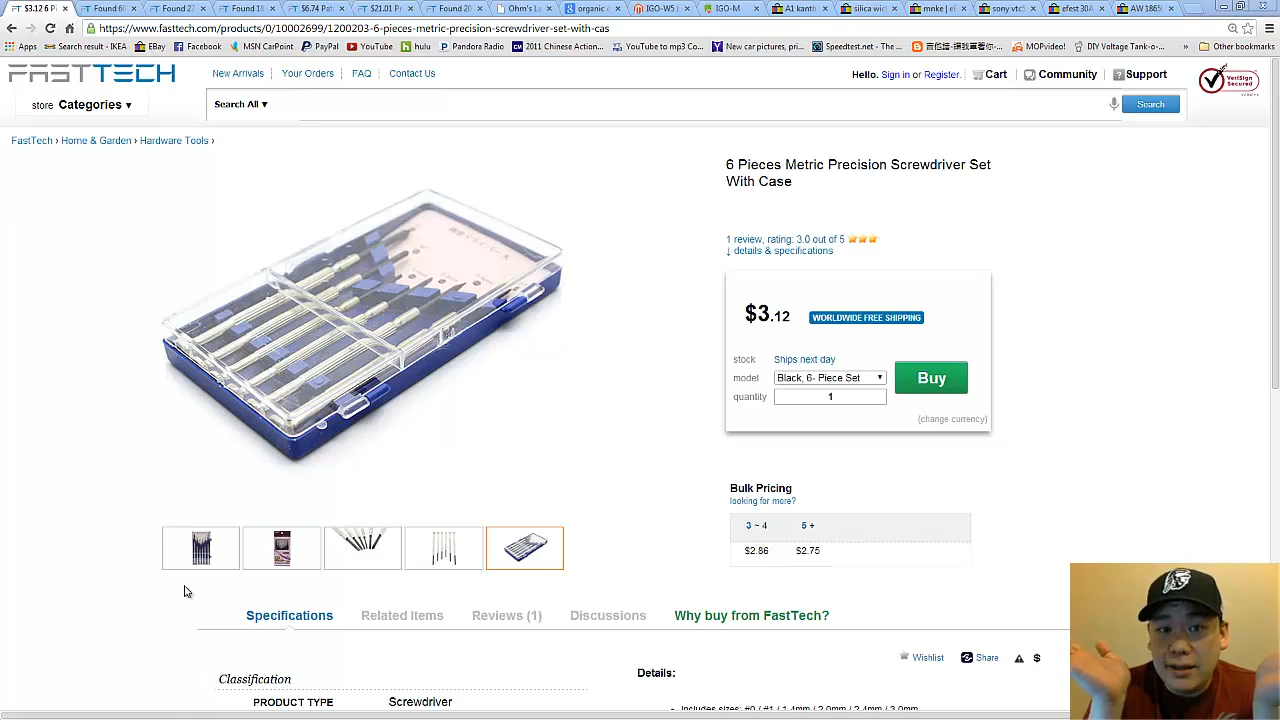 $3.12 6 Pi
Found 68
Found 73
Found 18
$6.74 Pate
$21.01 Pr
Found 20
Ohm's La
organic c
IGO-W5
IGO-M
A1 kanth
silica wic
sony vtc5
efest 30A
AW 1865
https://www.fasttech.com/products/0/10002699/1200203-6-pieces-metric-precision-screwdriver-set-with-cas
Apps
Search result - IKEA
EBay
Facebook
MSN CarPoint
PayPal
YouTube
hulu
Pandora Radio
2011 Chinese American...
YouTube to mp3 Co...
New car pictures, pri...
Speedtest.net - The ...
MOPvideo!
DIY Voltage Tank-o...
»
Other bookmarks
FASTTECH
New Arrivals
Your Orders
FAQ
Contact Us
Hello. Sign in or Register.
Cart
Community
Support
VeriSign
Secured
store Categories ▾
Search All ▾
Search
FastTech › Home & Garden › Hardware Tools ›
6 Pieces Metric Precision Screwdriver Set
With Case
1 review, rating: 3.0 out of 5
↓ details & specifications
$3.12
WORLDWIDE FREE SHIPPING
stock Ships next day
model Black, 6- Piece Set
Buy
quantity 1
(change currency)
Bulk Pricing
looking for more?
3 ~ 4 5 +
$2.86 $2.75
Specifications
Related Items
Reviews (1)
Discussions
Why buy from FastTech?
Wishlist
Share
$
Classification
Details:
PRODUCT TYPE Screwdriver
Includes sizes: #0 / #1 / 1.4mm / 2.0mm / 2.4mm / 3.0mm